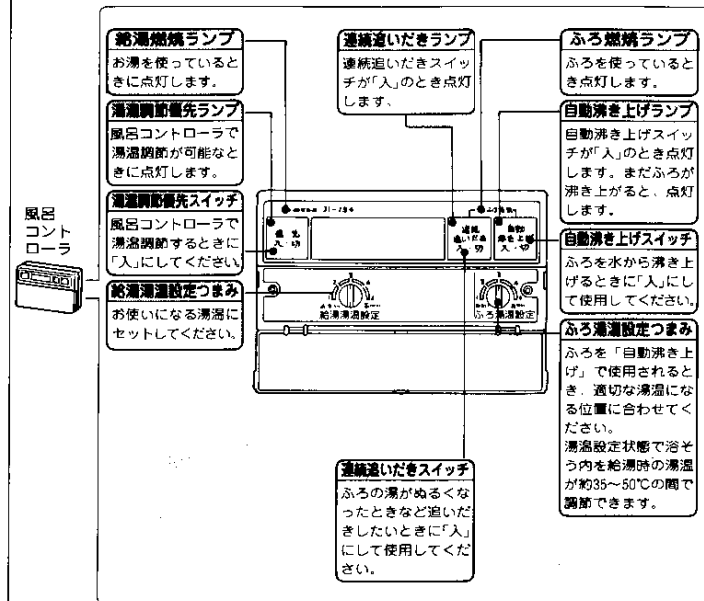 給湯燃焼ランプ
お湯を使っていると
きに点灯します。
湯温調節優先ランプ
風呂コントローラで
湯温調節が可能なと
きに点灯します。
湯温調節優先スイッチ
風呂コントローラで
湯温調節するときに
「入」にしてください
給湯湯温設定つまみ
お使いになる湯温に
セットしてください。
風呂
コント
ローラ
連続追いだきランプ
連続追いだきスイッ
チが「入」のとき点灯
します、
ふろ燃焼ランプ
ふろを使っていると
き点灯します。
自動沸き上げランプ
自動沸き上げスイッ
チが「入」のとき点灯
します。まだふろが
沸き上がると、点灯
します。
自動沸き上げスイッチ
ふろを水から沸き上
げるときに「入」にし
て使用してください。
ふろ湯温設定つまみ
ふろを「自動沸き上
げ」で使用されると
き、適切な湯温にな
る位置に合わせてく
ださい。
湯温設定状態で浴そ
う内を給湯時の湯温
が約35〜50℃の間で
調節できます。
優先
入・切
連続
追いだき
入・切
自動
沸き上げ
入・切
給湯湯温設定
ふろ湯温設定
連続追いだきスイッチ
ふろの湯がぬるくな
ったときなど追いだ
きしたいときに「入」
にして使用してくだ
さい。